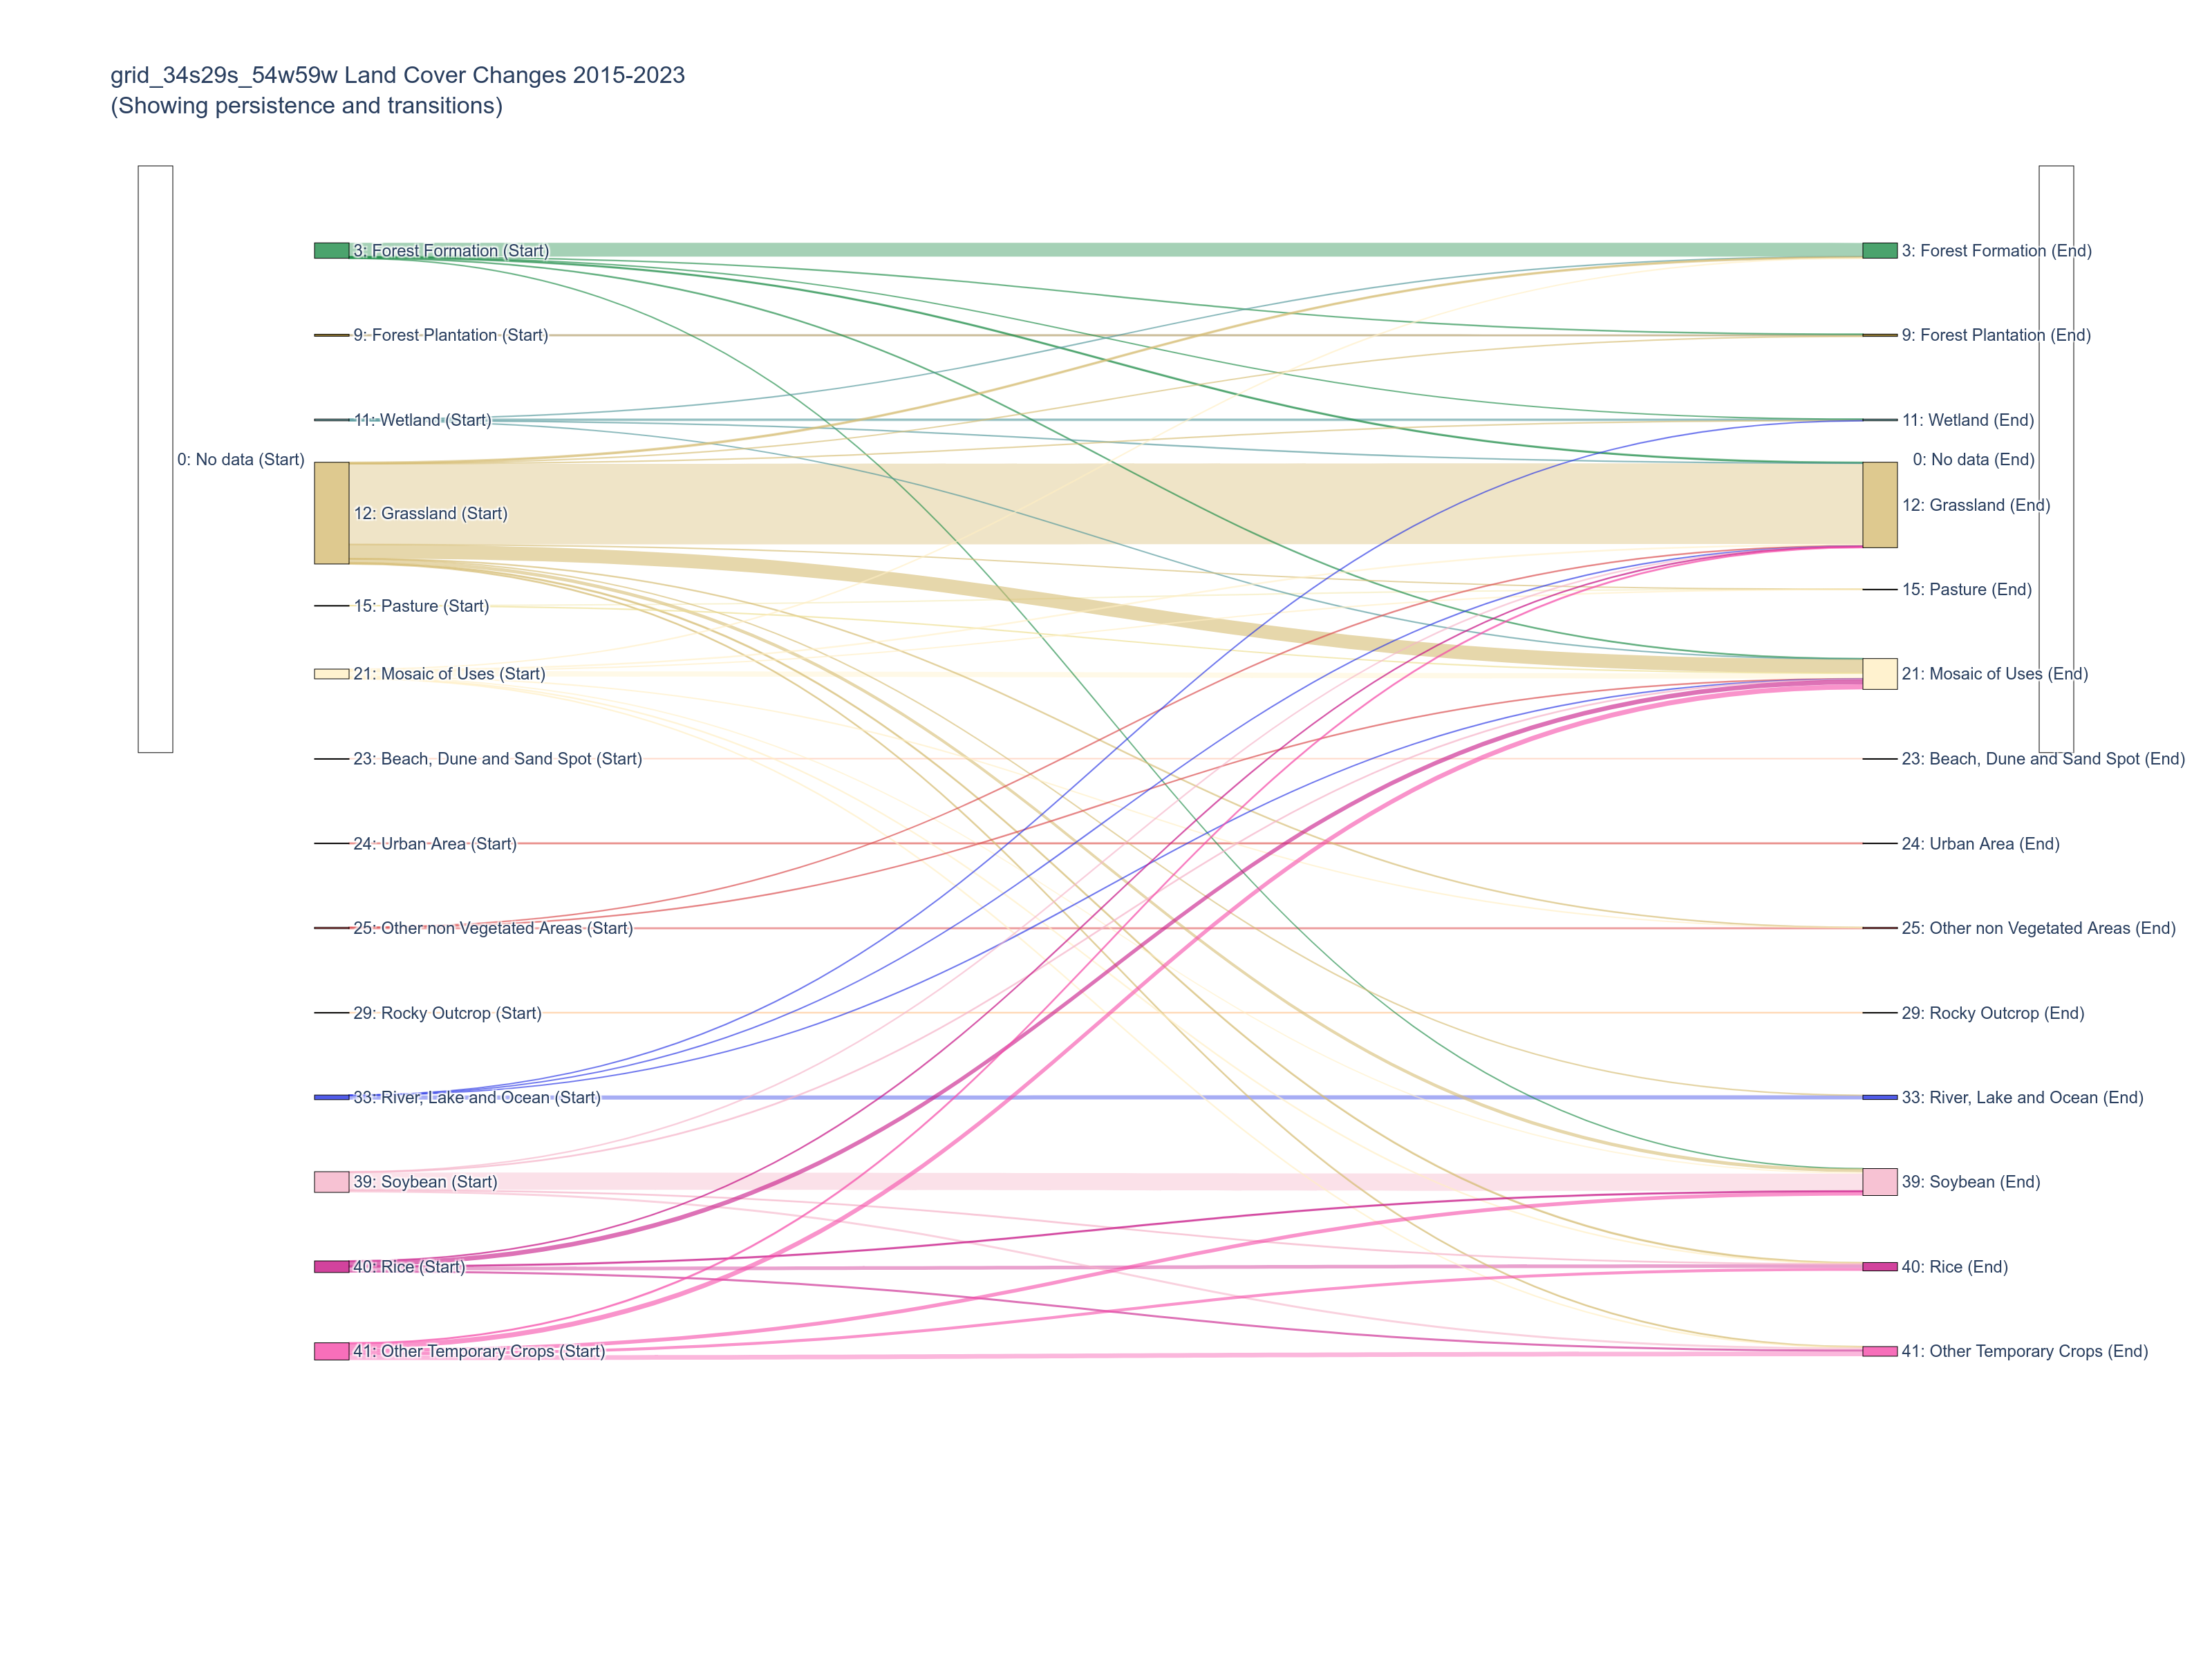 grid_34s29s_54w59w Land Cover Changes 2015-2023
(Showing persistence and transitions)
3: Forest Formation (Start)
3: Forest Formation (End)
9: Forest Plantation (Start)
9: Forest Plantation (End)
11: Wetland (Start)
11: Wetland (End)
0: No data (Start)
0: No data (End)
12: Grassland (Start)
12: Grassland (End)
15: Pasture (Start)
15: Pasture (End)
21: Mosaic of Uses (Start)
21: Mosaic of Uses (End)
23: Beach, Dune and Sand Spot (Start)
23: Beach, Dune and Sand Spot (End)
24: Urban Area (Start)
24: Urban Area (End)
25: Other non Vegetated Areas (Start)
25: Other non Vegetated Areas (End)
29: Rocky Outcrop (Start)
29: Rocky Outcrop (End)
33: River, Lake and Ocean (Start)
33: River, Lake and Ocean (End)
39: Soybean (Start)
39: Soybean (End)
40: Rice (Start)
40: Rice (End)
41: Other Temporary Crops (Start)
41: Other Temporary Crops (End)